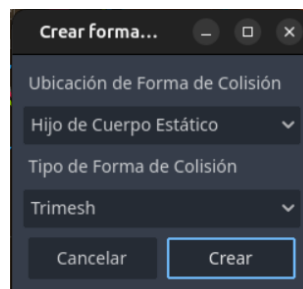 Crear forma...
Ubicación de Forma de Colisión
Hijo de Cuerpo Estático
Tipo de Forma de Colisión
Trimesh
Cancelar Crear